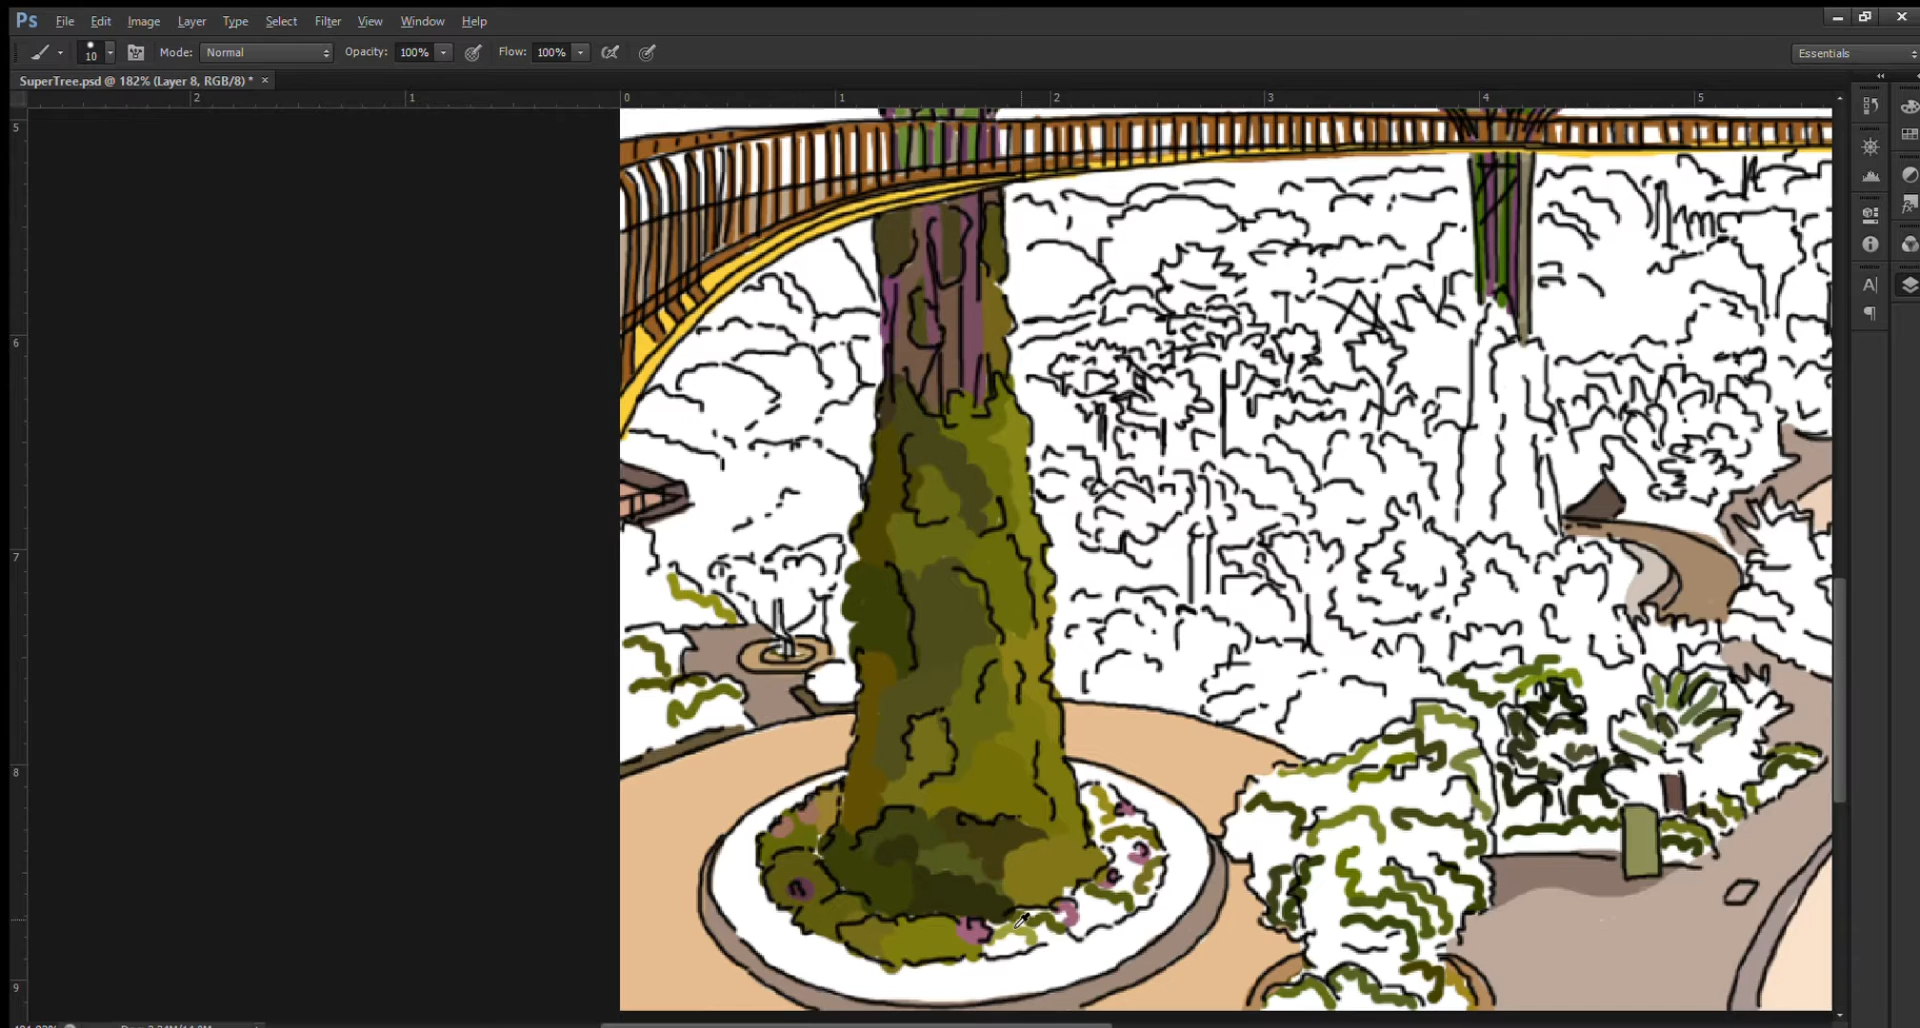 Ps File Edit Image Layer Type Select Filter View Window Help
10 Mode: Normal Opacity: 100% Flow: 100% Essentials
SuperTree.psd @ 182% (Layer 8, RGB/8) * ×
2 1 0 1 2 3 4 5
5
6
7
8
9
A|